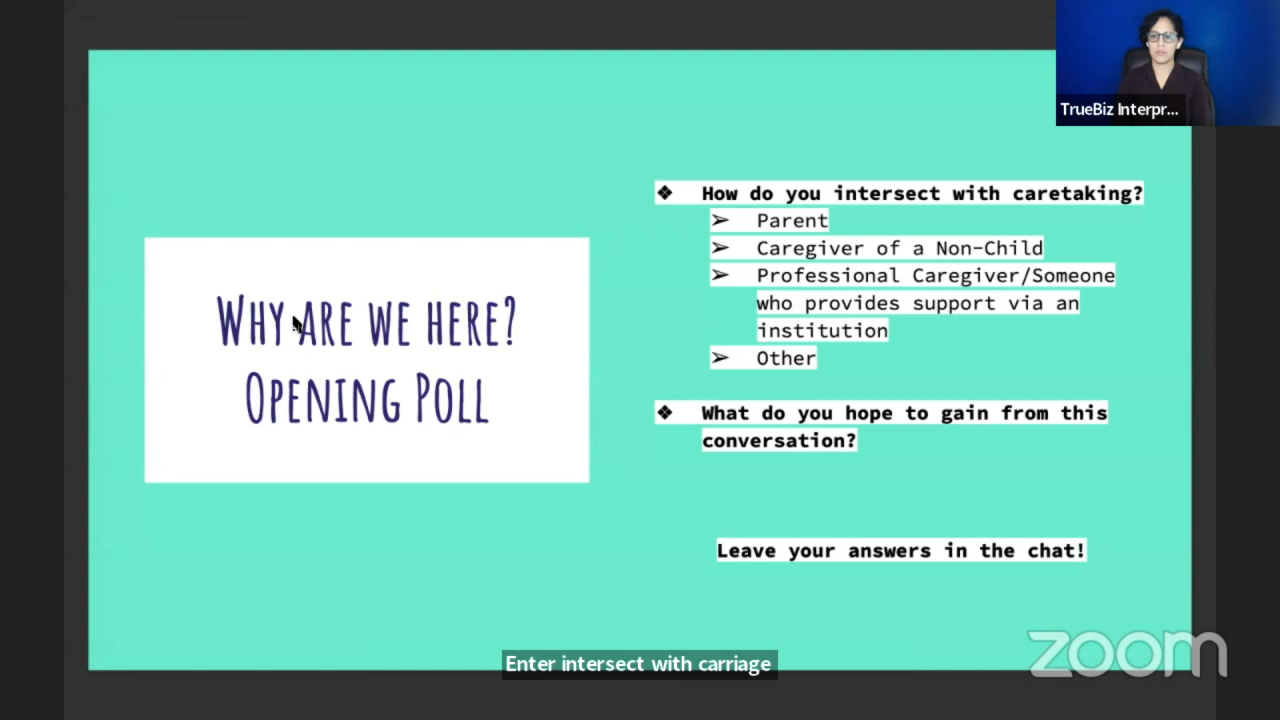 TrueBiz Interpr...
Why are we here?
Opening Poll
❖ How do you intersect with caretaking?
➢ Parent
➢ Caregiver of a Non-Child
➢ Professional Caregiver/Someone
who provides support via an
institution
➢ Other
❖ What do you hope to gain from this
conversation?
Leave your answers in the chat!
Enter intersect with carriage
zoom